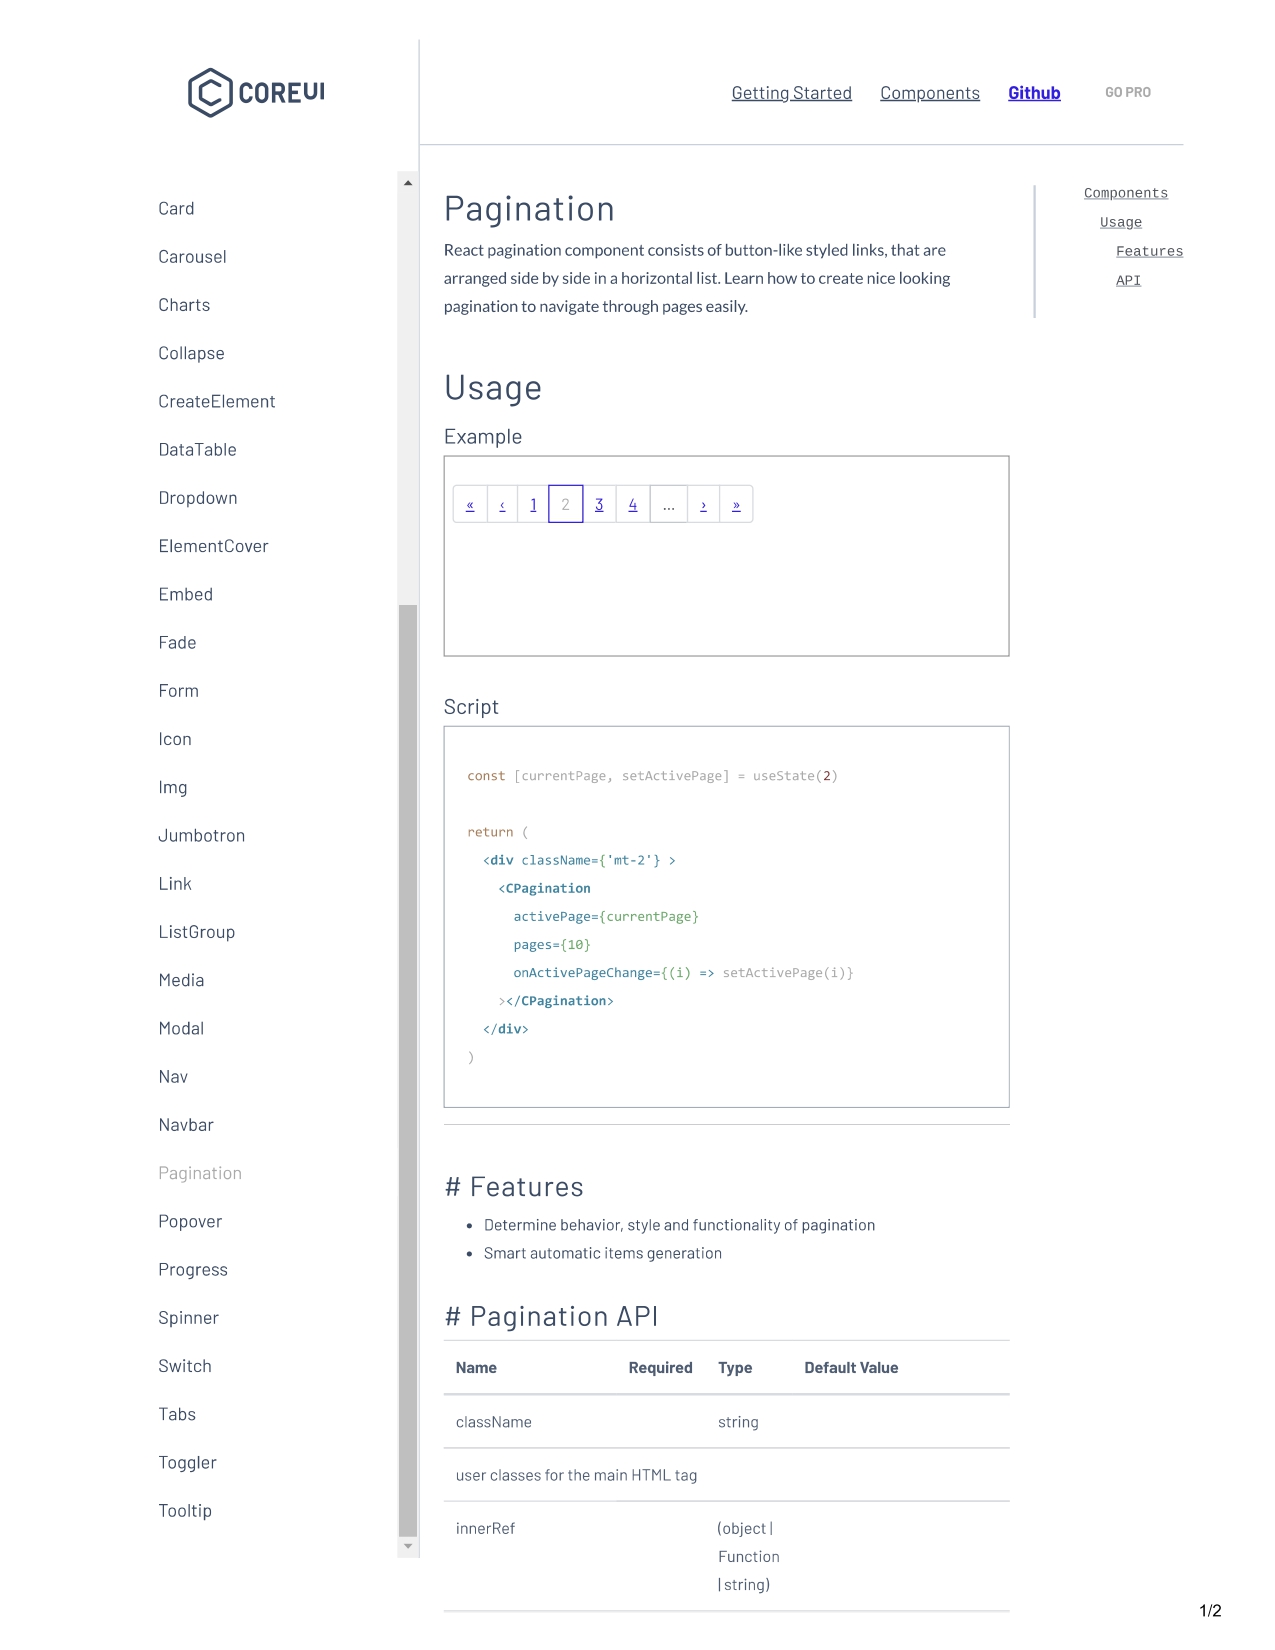 COREUI
Getting Started
Components
Github
GO PRO
Card
Carousel
Charts
Collapse
CreateElement
DataTable
Dropdown
ElementCover
Embed
Fade
Form
Icon
Img
Jumbotron
Link
ListGroup
Media
Modal
Nav
Navbar
Pagination
Popover
Progress
Spinner
Switch
Tabs
Toggler
Tooltip
Pagination
React pagination component consists of button-like styled links, that are
arranged side by side in a horizontal list. Learn how to create nice looking
pagination to navigate through pages easily.
Components
Usage
Features
API
Usage
Example
« ‹ 1 2 3 4 ... › »
Script
const [currentPage, setActivePage] = useState(2)
return (
<div className={'mt-2'} >
<CPagination
activePage={currentPage}
pages={10}
onActivePageChange={(i) => setActivePage(i)}
></CPagination>
</div>
)
# Features
• Determine behavior, style and functionality of pagination
• Smart automatic items generation
# Pagination API
Name Required Type Default Value
className string
user classes for the main HTML tag
innerRef (object |
Function
| string)
1/2